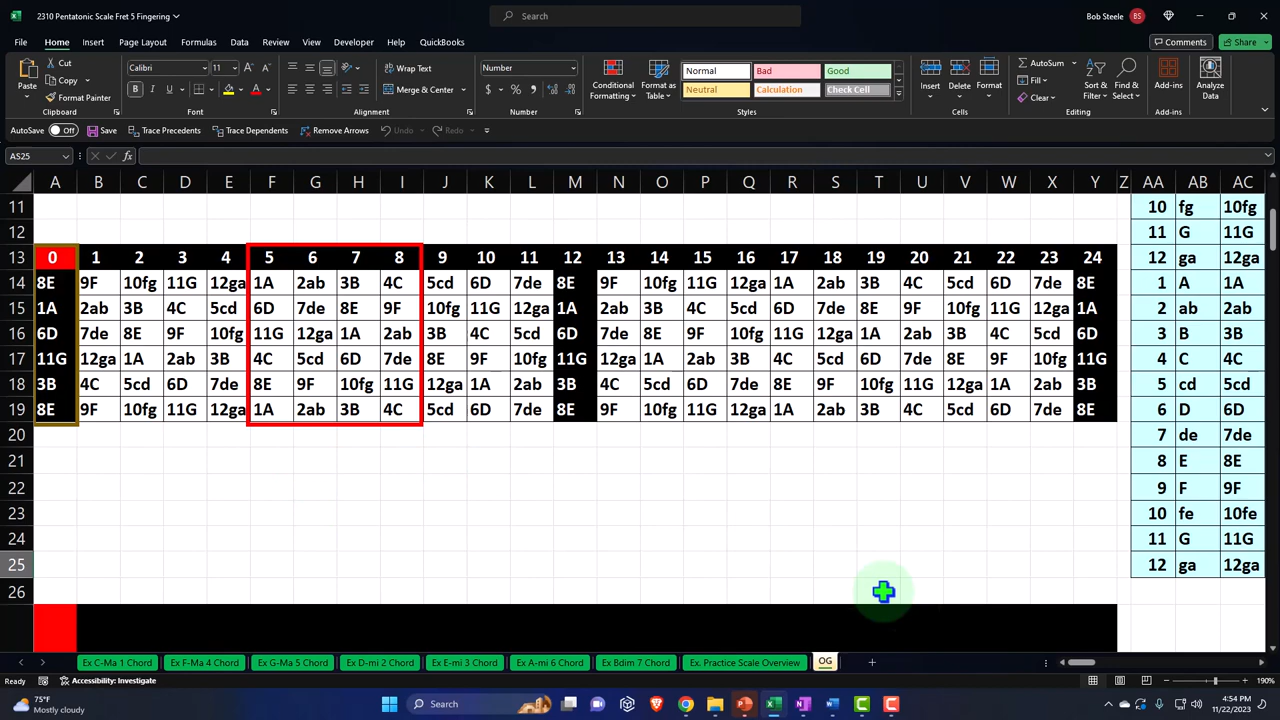 2310 Pentatonic Scale Fret 5 Fingering
Search
Bob Steele BS
File Home Insert Page Layout Formulas Data Review View Developer Help QuickBooks Comments Share
Paste Cut Copy Format Painter Clipboard
Calibri 11 Font
Wrap Text Merge & Center Alignment
Number Number
Conditional Formatting Format as Table
Normal Bad Good
Neutral Calculation Check Cell
Styles
Insert Delete Format Cells
AutoSum Fill Clear Sort & Filter Find & Select Editing
Add-ins Add-ins
Analyze Data
AutoSave Off Save Trace Precedents Trace Dependents Remove Arrows Undo Redo
AS25 fx
A B C D E F G H I J K L M N O P Q R S T U V W X Y Z AA AB AC
11 10 fg 10fg
12 11 G 11G
13 0 1 2 3 4 5 6 7 8 9 10 11 12 13 14 15 16 17 18 19 20 21 22 23 24 12 ga 12ga
14 8E 9F 10fg 11G 12ga 1A 2ab 3B 4C 5cd 6D 7de 8E 9F 10fg 11G 12ga 1A 2ab 3B 4C 5cd 6D 7de 8E 1 A 1A
15 1A 2ab 3B 4C 5cd 6D 7de 8E 9F 10fg 11G 12ga 1A 2ab 3B 4C 5cd 6D 7de 8E 9F 10fg 11G 12ga 1A 2 ab 2ab
16 6D 7de 8E 9F 10fg 11G 12ga 1A 2ab 3B 4C 5cd 6D 7de 8E 9F 10fg 11G 12ga 1A 2ab 3B 4C 5cd 6D 3 B 3B
17 11G 12ga 1A 2ab 3B 4C 5cd 6D 7de 8E 9F 10fg 11G 12ga 1A 2ab 3B 4C 5cd 6D 7de 8E 9F 10fg 11G 4 C 4C
18 3B 4C 5cd 6D 7de 8E 9F 10fg 11G 12ga 1A 2ab 3B 4C 5cd 6D 7de 8E 9F 10fg 11G 12ga 1A 2ab 3B 5 cd 5cd
19 8E 9F 10fg 11G 12ga 1A 2ab 3B 4C 5cd 6D 7de 8E 9F 10fg 11G 12ga 1A 2ab 3B 4C 5cd 6D 7de 8E 6 D 6D
20 7 de 7de
21 8 E 8E
22 9 F 9F
23 10 fe 10fe
24 11 G 11G
25 12 ga 12ga
26
Ex C-Ma 1 Chord Ex F-Ma 4 Chord Ex G-Ma 5 Chord Ex D-mi 2 Chord Ex E-mi 3 Chord Ex A-mi 6 Chord Ex Bdim 7 Chord Ex. Practice Scale Overview OG
Ready Accessibility: Investigate 190%
75°F
Mostly cloudy
Search
4:54 PM
11/22/2023